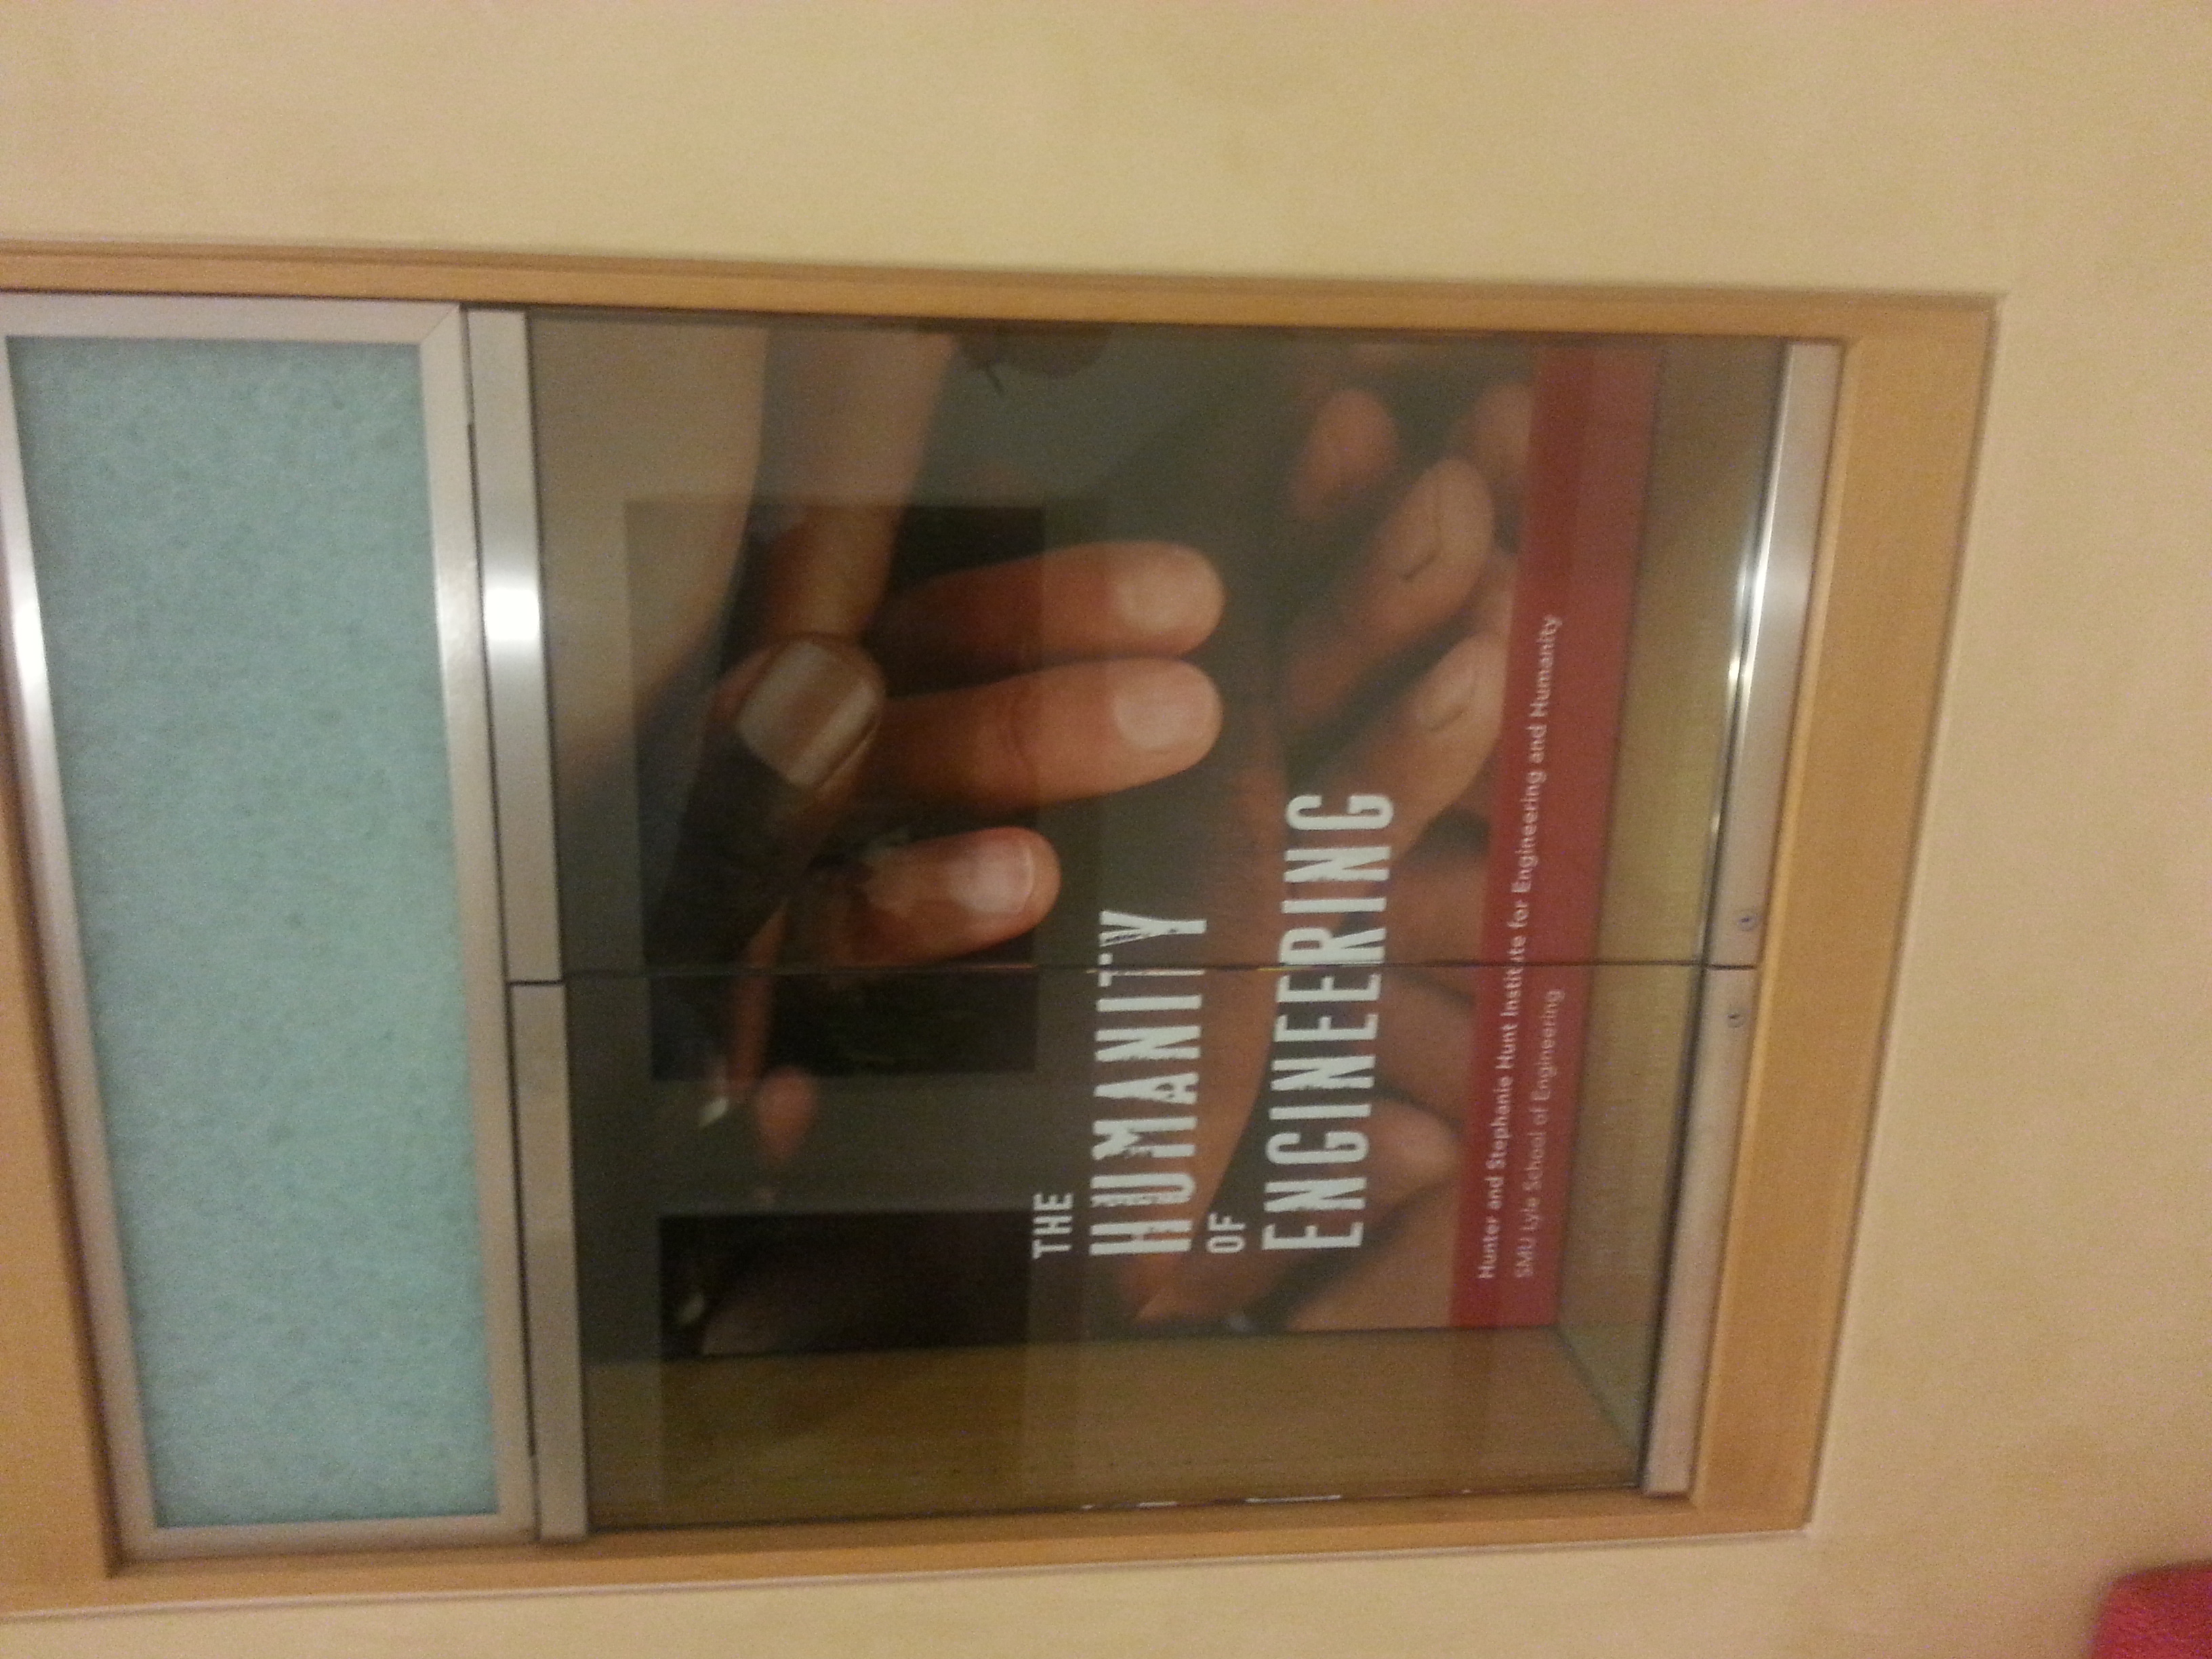 THE
HUMANITY
OF
ENGINEERING
Hunter and Stephanie Hunt Institute for Engineering and Humanity
SMU Lyle School of Engineering